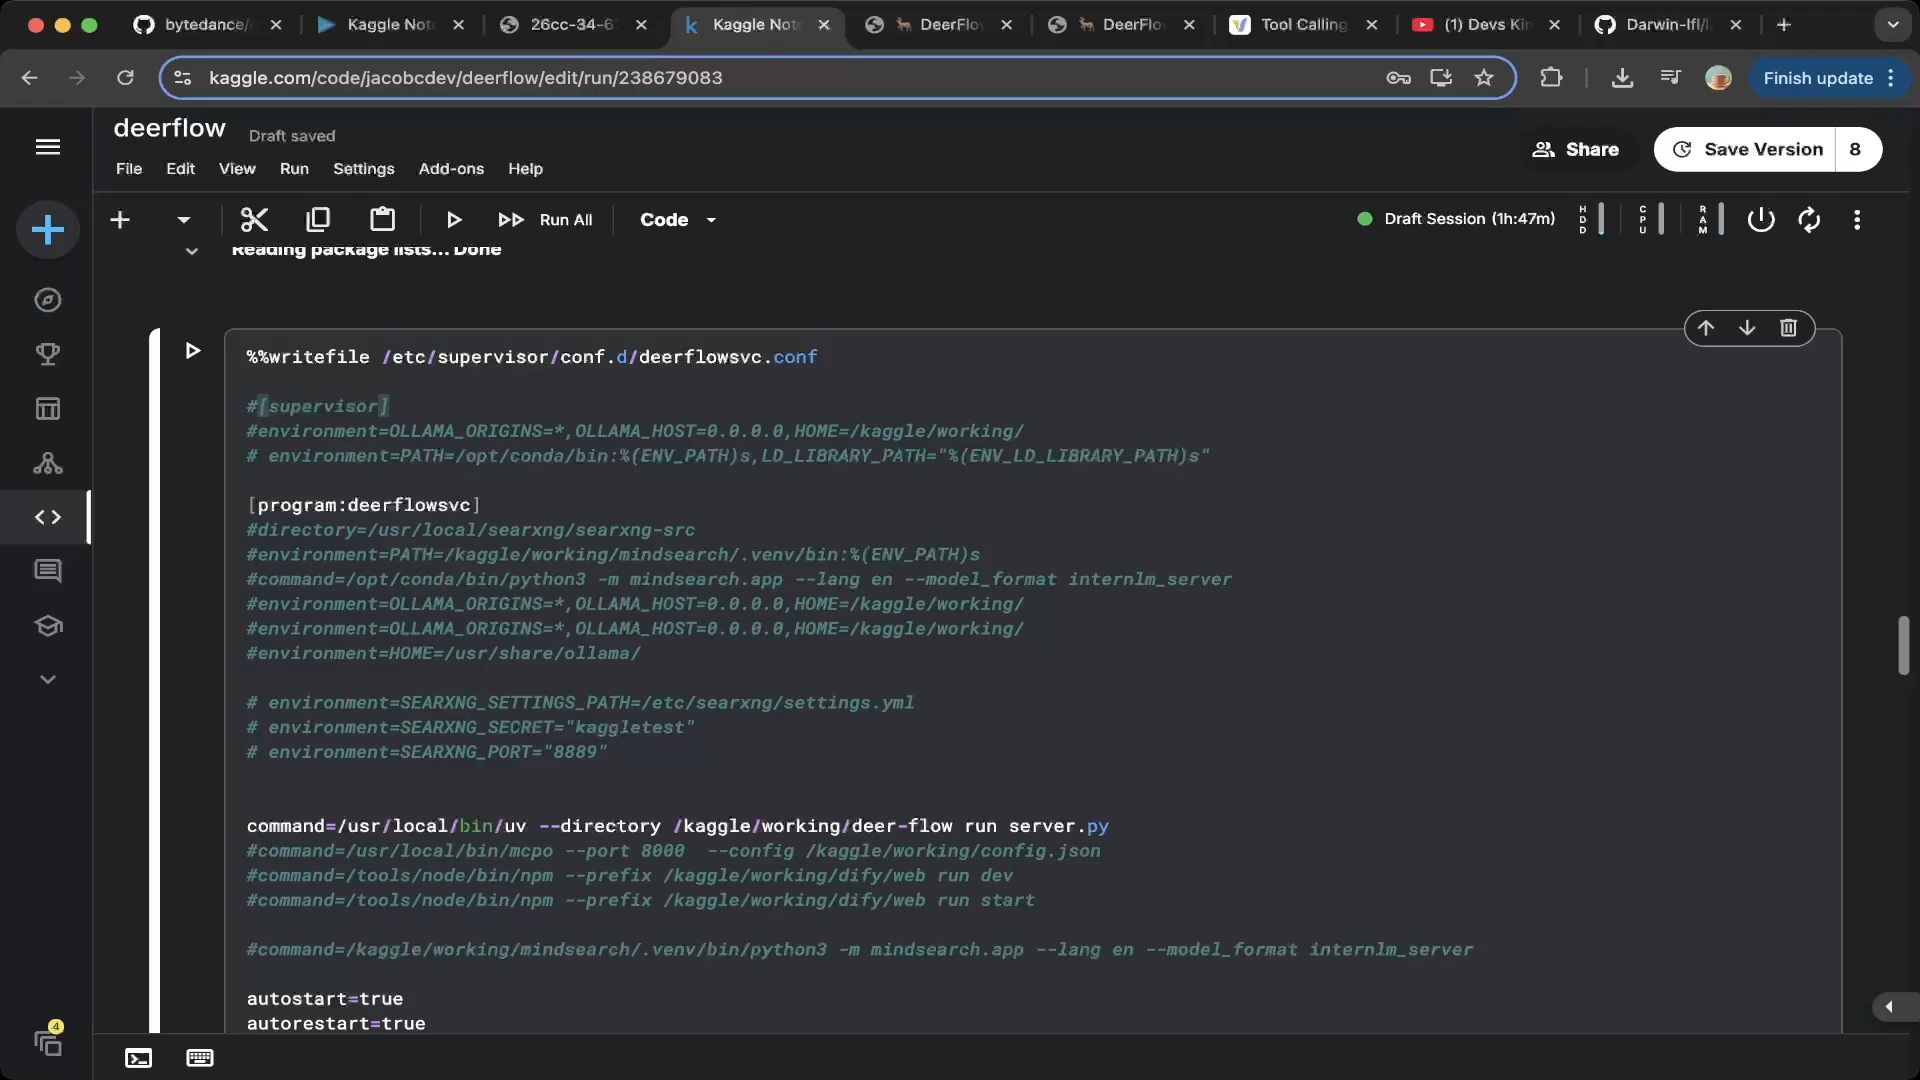 bytedance/
Kaggle Not
26cc-34-6
Kaggle Not
DeerFlo
DeerFlo
Tool Calling
(1) Devs Kin
Darwin-lfl/
kaggle.com/code/jacobcdev/deerflow/edit/run/238679083
Finish update
deerflow
Draft saved
File Edit View Run Settings Add-ons Help
Share
Save Version 8
Run All
Code
Draft Session (1h:47m)
HDD
CPU
RAM
Reading package lists... Done
%%writefile /etc/supervisor/conf.d/deerflowsvc.conf
#[supervisor]
#environment=OLLAMA_ORIGINS=*,OLLAMA_HOST=0.0.0.0,HOME=/kaggle/working/
# environment=PATH=/opt/conda/bin:%(ENV_PATH)s,LD_LIBRARY_PATH="%(ENV_LD_LIBRARY_PATH)s"
[program:deerflowsvc]
#directory=/usr/local/searxng/searxng-src
#environment=PATH=/kaggle/working/mindsearch/.venv/bin:%(ENV_PATH)s
#command=/opt/conda/bin/python3 -m mindsearch.app --lang en --model_format internlm_server
#environment=OLLAMA_ORIGINS=*,OLLAMA_HOST=0.0.0.0,HOME=/kaggle/working/
#environment=OLLAMA_ORIGINS=*,OLLAMA_HOST=0.0.0.0,HOME=/kaggle/working/
#environment=HOME=/usr/share/ollama/
# environment=SEARXNG_SETTINGS_PATH=/etc/searxng/settings.yml
# environment=SEARXNG_SECRET="kaggletest"
# environment=SEARXNG_PORT="8889"
command=/usr/local/bin/uv --directory /kaggle/working/deer-flow run server.py
#command=/usr/local/bin/mcpo --port 8000  --config /kaggle/working/config.json
#command=/tools/node/bin/npm --prefix /kaggle/working/dify/web run dev
#command=/tools/node/bin/npm --prefix /kaggle/working/dify/web run start
#command=/kaggle/working/mindsearch/.venv/bin/python3 -m mindsearch.app --lang en --model_format internlm_server
autostart=true
autorestart=true
4